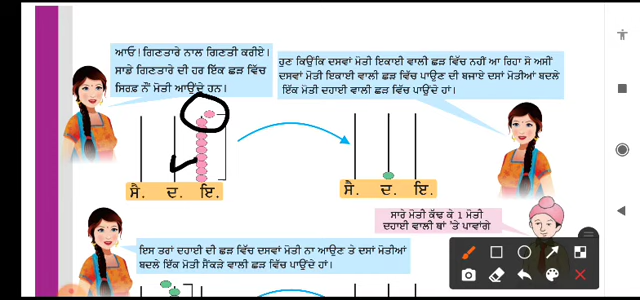 ਆਓ! ਗਿਣਤਾਰੇ ਨਾਲ ਗਿਣਤੀ ਕਰੀਏ।
ਸਾਡੇ ਗਿਣਤਾਰੇ ਦੀ ਹਰ ਇੱਕ ਛੜ ਵਿੱਚ
ਸਿਰਫ਼ ਨੌਂ ਮੋਤੀ ਆਉਂਦੇ ਹਨ।
ਹੁਣ ਕਿਉਂਕਿ ਦਸਵਾਂ ਮੋਤੀ ਇਕਾਈ ਵਾਲੀ ਛੜ ਵਿੱਚ ਨਹੀਂ ਆ ਰਿਹਾ ਸੋ ਅਸੀਂ
ਦਸਵਾਂ ਮੋਤੀ ਇਕਾਈ ਵਾਲੀ ਛੜ ਵਿੱਚ ਪਾਉਣ ਦੀ ਬਜਾਏ ਦਸਾਂ ਮੋਤੀਆਂ ਬਦਲੇ
ਇੱਕ ਮੋਤੀ ਦਹਾਈ ਵਾਲੀ ਛੜ ਵਿੱਚ ਪਾਉਂਦੇ ਹਾਂ।
ਸੈ. ਦ. ਇ.
ਸੈ. ਦ. ਇ.
ਸਾਰੇ ਮੋਤੀ ਕੱਢ ਕੇ 1 ਮੋਤੀ
ਦਹਾਈ ਵਾਲੀ ਥਾਂ 'ਤੇ ਪਾਵਾਂਗੇ
ਇਸ ਤਰਾਂ ਦਹਾਈ ਦੀ ਛੜ ਵਿੱਚ ਦਸਵਾਂ ਮੋਤੀ ਨਾ ਆਉਣ ਤੇ ਦਸਾਂ ਮੋਤੀਆਂ
ਬਦਲੇ ਇੱਕ ਮੋਤੀ ਸੈਂਕੜੇ ਵਾਲੀ ਛੜ ਵਿੱਚ ਪਾਉਂਦੇ ਹਾਂ।